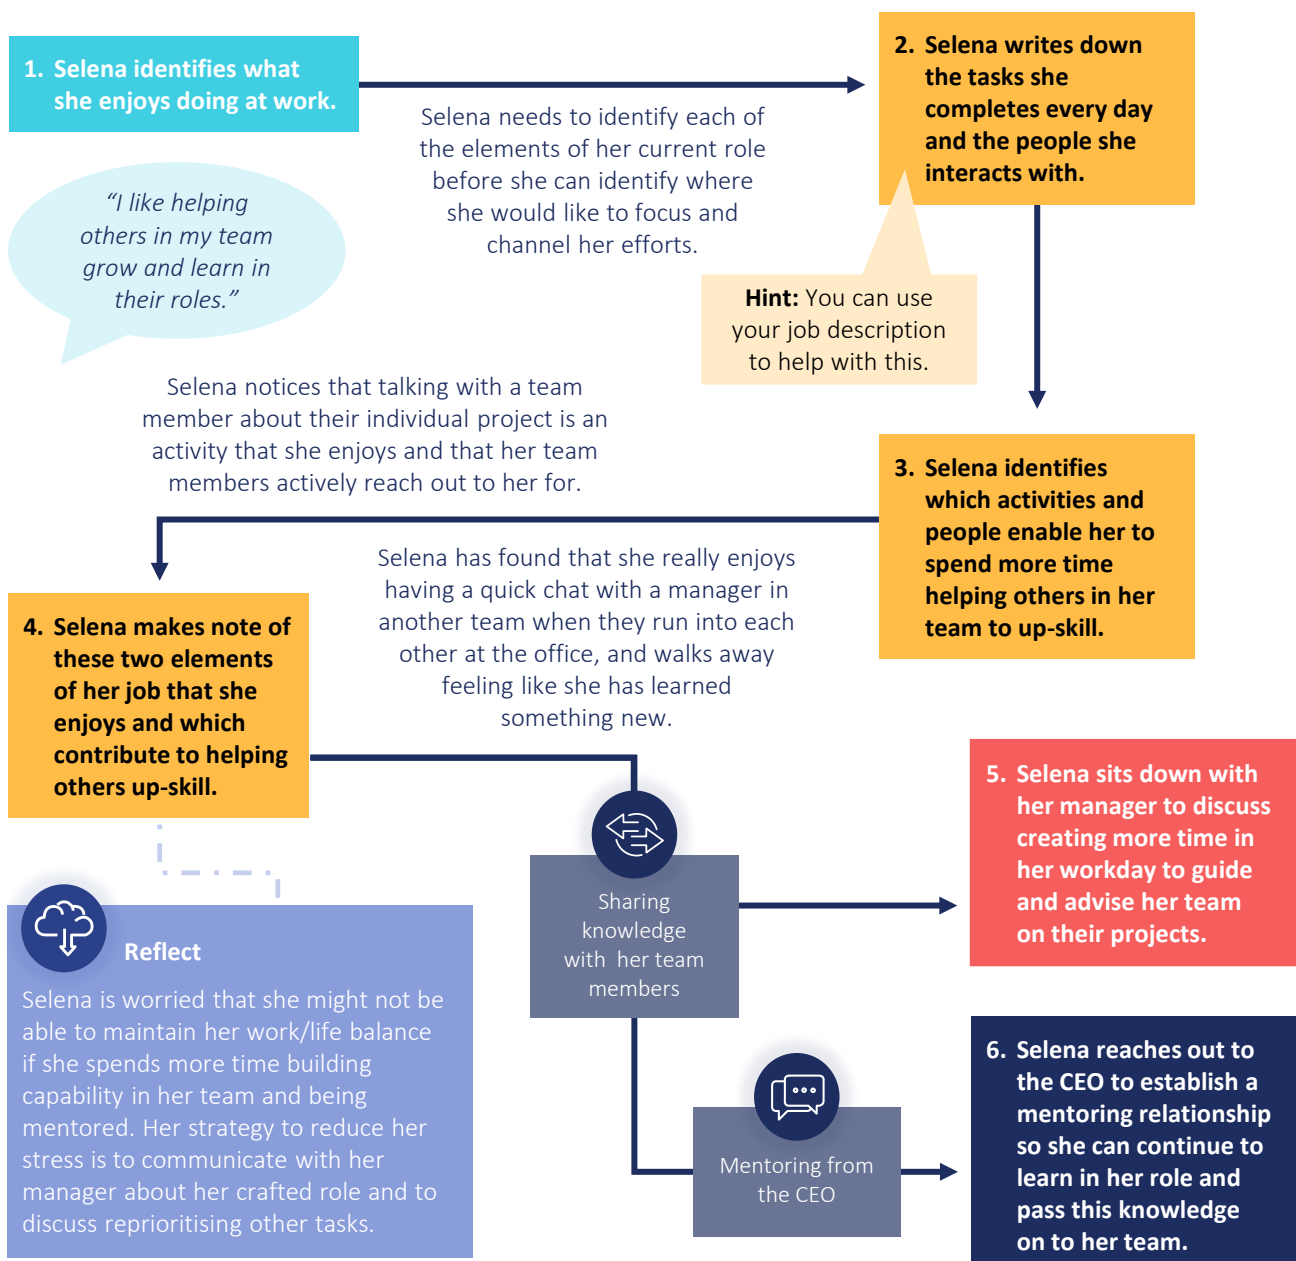 1. Selena identifies what
she enjoys doing at work.
“I like helping
others in my team
grow and learn in
their roles.”
Selena needs to identify each of
the elements of her current role
before she can identify where
she would like to focus and
channel her efforts.
2. Selena writes down
the tasks she
completes every day
and the people she
interacts with.
Hint: You can use
your job description
to help with this.
3. Selena identifies
which activities and
people enable her to
spend more time
helping others in her
team to up-skill.
Selena notices that talking with a team
member about their individual project is an
activity that she enjoys and that her team
members actively reach out to her for.
Selena has found that she really enjoys
having a quick chat with a manager in
another team when they run into each
other at the office, and walks away
feeling like she has learned
something new.
4. Selena makes note of
these two elements
of her job that she
enjoys and which
contribute to helping
others up-skill.
Reflect
Selena is worried that she might not be
able to maintain her work/life balance
if she spends more time building
capability in her team and being
mentored. Her strategy to reduce her
stress is to communicate with her
manager about her crafted role and to
discuss reprioritising other tasks.
Sharing
knowledge
with her team
members
5. Selena sits down with
her manager to discuss
creating more time in
her workday to guide
and advise her team
on their projects.
Mentoring from
the CEO
6. Selena reaches out to
the CEO to establish a
mentoring relationship
so she can continue to
learn in her role and
pass this knowledge
on to her team.